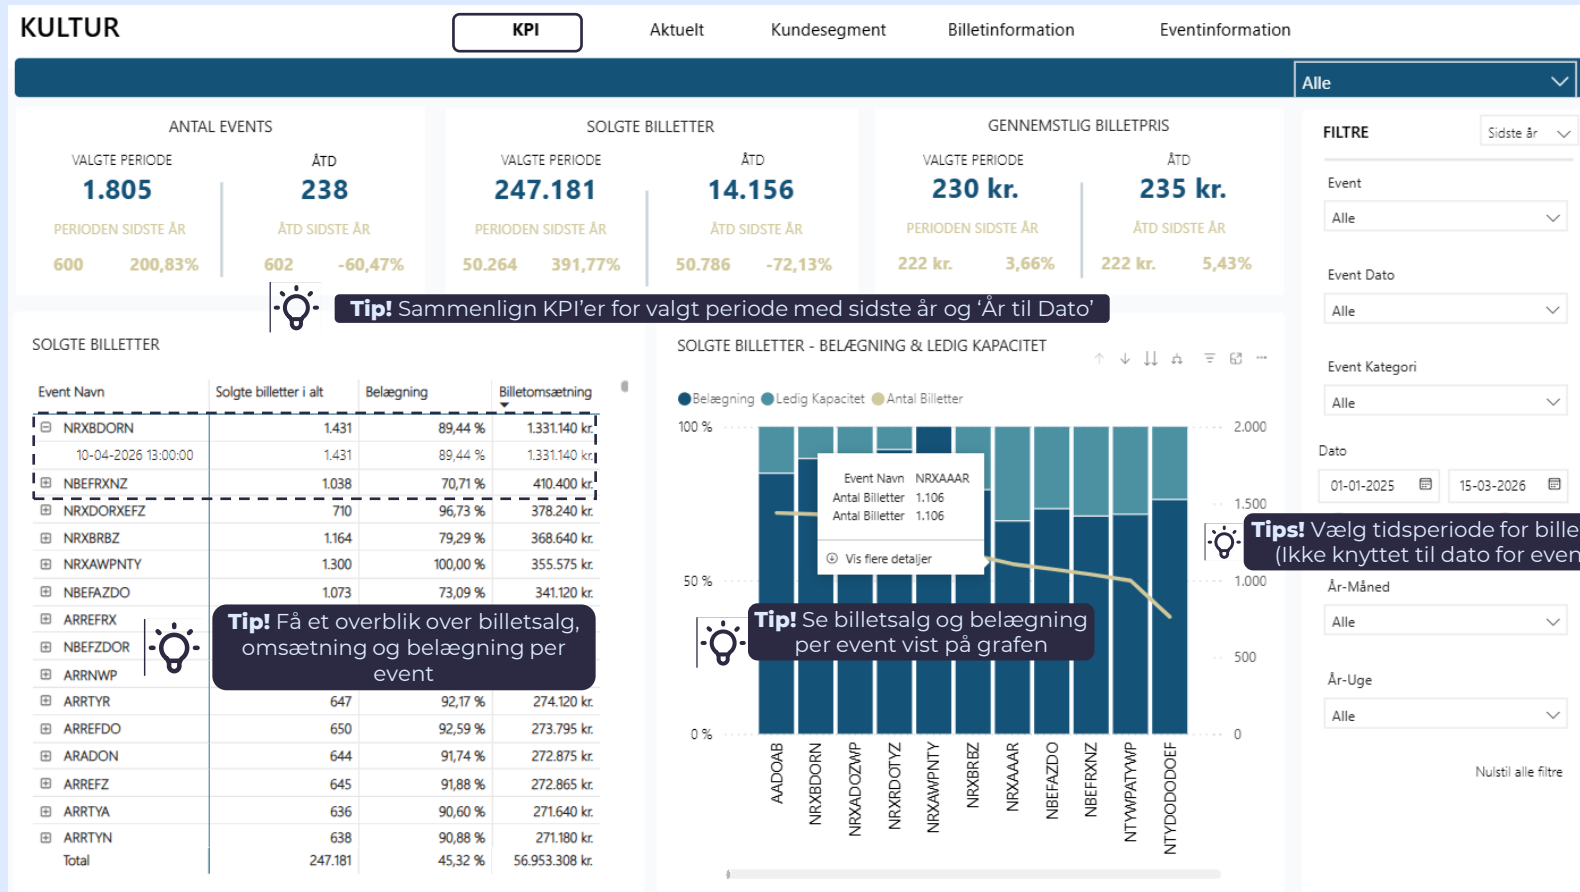 KULTUR
KPI
Aktuelt
Kundesegment
Billetinformation
Eventinformation
Alle
ANTAL EVENTS
VALGTE PERIODE
ÅTD
1.805
238
PERIODEN SIDSTE ÅR
ÅTD SIDSTE ÅR
600 200,83%
602 -60,47%
SOLGTE BILLETTER
VALGTE PERIODE
ÅTD
247.181
14.156
PERIODEN SIDSTE ÅR
ÅTD SIDSTE ÅR
50.264 391,77%
50.786 -72,13%
GENNEMSTLIG BILLETPRIS
VALGTE PERIODE
ÅTD
230 kr.
235 kr.
PERIODEN SIDSTE ÅR
ÅTD SIDSTE ÅR
222 kr. 3,66%
222 kr. 5,43%
Tip! Sammenlign KPI'er for valgt periode med sidste år og 'År til Dato'
SOLGTE BILLETTER
Event Navn Solgte billetter i alt Belægning Billetomsætning
NRXBDORN 1.431 89,44 % 1.331.140 kr.
10-04-2026 13:00:00 1.431 89,44 % 1.331.140 kr.
NBEFRXNZ 1.038 70,71 % 410.400 kr.
NRXDORXEFZ 710 96,73 % 378.240 kr.
NRXBRBZ 1.164 79,29 % 368.640 kr.
NRXAWPNTY 1.300 100,00 % 355.575 kr.
NBEFAZDO 1.073 73,09 % 341.120 kr.
ARREFRX
NBEFZDOR
ARRNWP
Tip! Få et overblik over billetsalg,
omsætning og belægning per
event
ARRTYR 647 92,17 % 274.120 kr.
ARREFDO 650 92,59 % 273.795 kr.
ARADON 644 91,74 % 272.875 kr.
ARREFZ 645 91,88 % 272.865 kr.
ARRTYA 636 90,60 % 271.640 kr.
ARRTYN 638 90,88 % 271.180 kr.
Total 247.181 45,32 % 56.953.308 kr.
SOLGTE BILLETTER - BELÆGNING & LEDIG KAPACITET
Belægning Ledig Kapacitet Antal Billetter
100 %
50 %
0 %
2.000
1.500
1.000
500
0
Event Navn NRXAAAR
Antal Billetter 1.106
Antal Billetter 1.106
Vis flere detaljer
Tip! Se billetsalg og belægning
per event vist på grafen
AADOAB
NRXBDORN
NRXADOZWP
NRXRDOTYZ
NRXAWPNTY
NRXBRBZ
NRXAAAR
NBEFAZDO
NBEFRXNZ
NTYWPATYWP
NTYDODODOEF
FILTRE
Sidste år
Event
Alle
Event Dato
Alle
Event Kategori
Alle
Dato
01-01-2025
15-03-2026
Tips! Vælg tidsperiode for bille
(Ikke knyttet til dato for even
År-Måned
Alle
År-Uge
Alle
Nulstil alle filtre